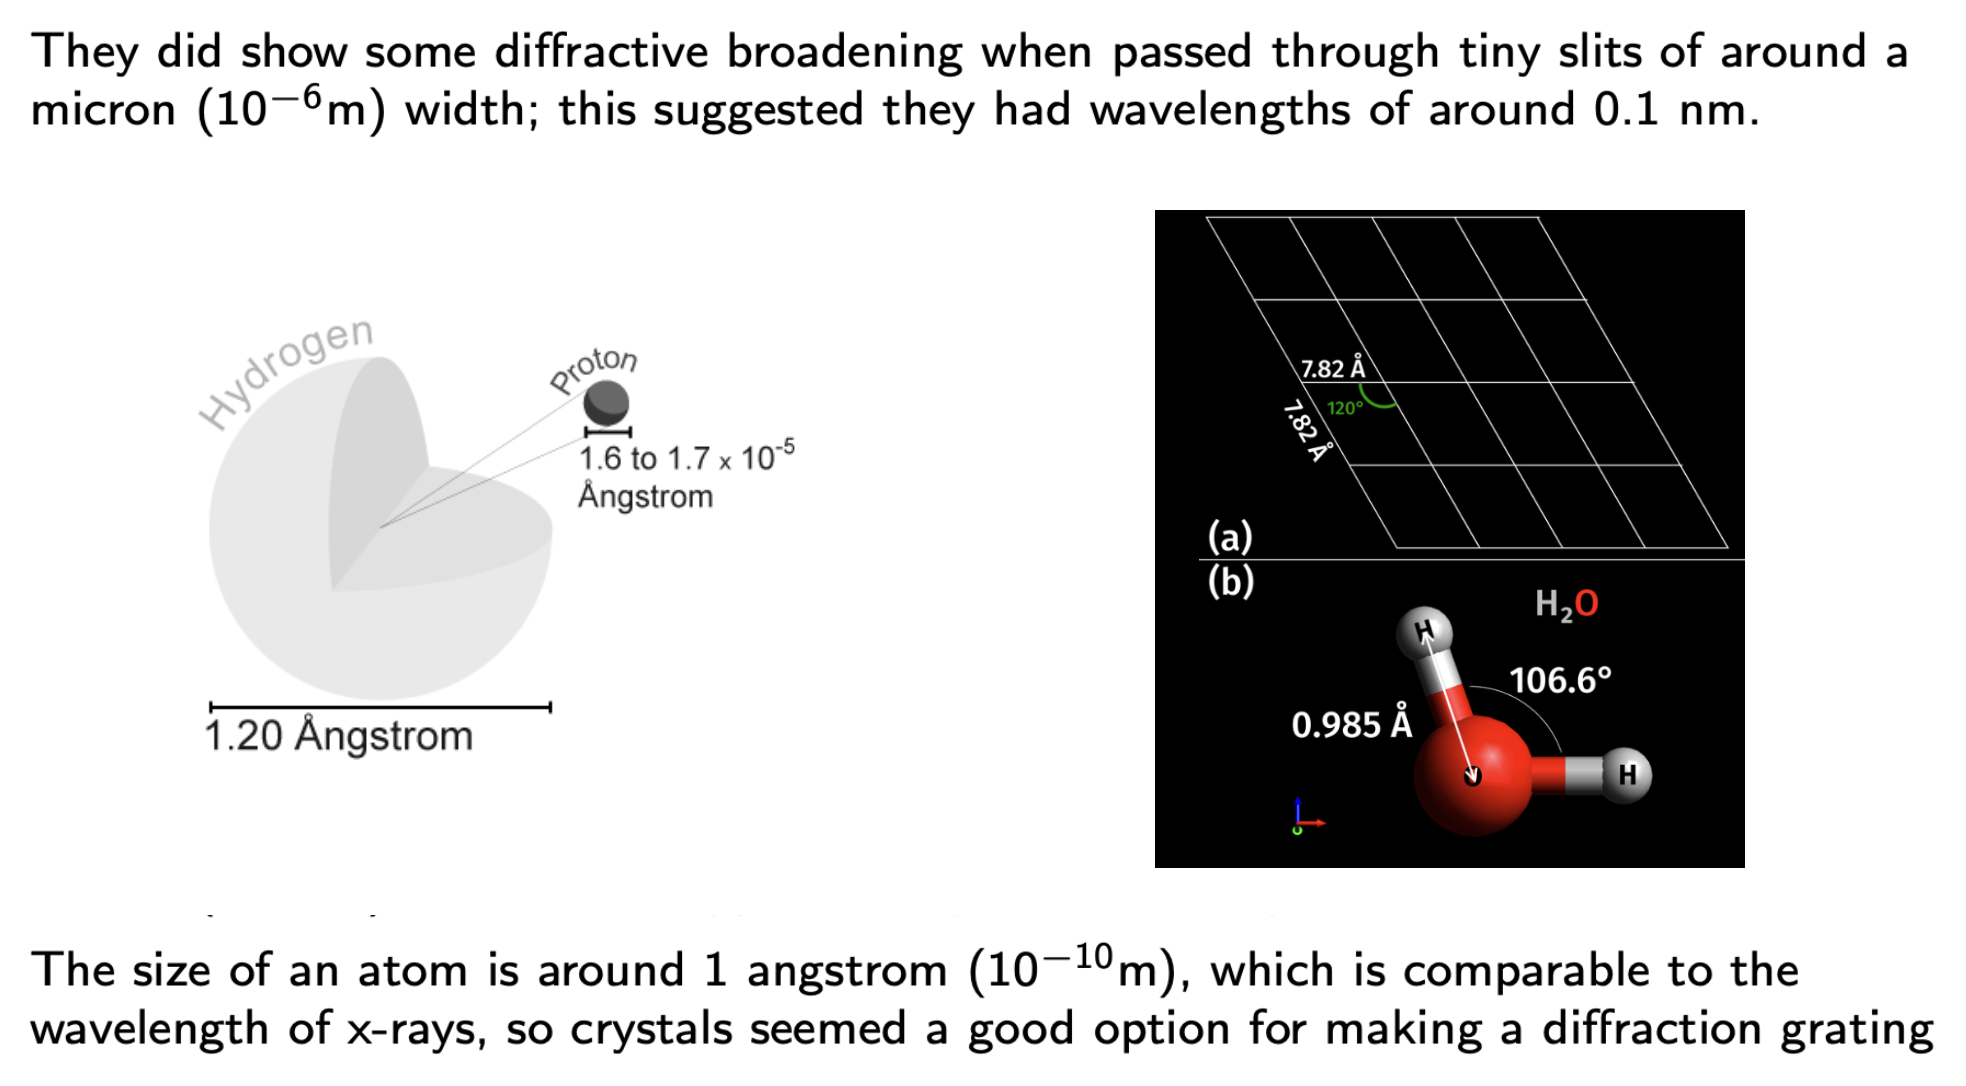 They did show some diffractive broadening when passed through tiny slits of around a
micron (10⁻⁶m) width; this suggested they had wavelengths of around 0.1 nm.
Hydrogen
Proton
1.6 to 1.7 x 10⁻⁵
Ångstrom
1.20 Ångstrom
7.82 Å
120°
7.82 Å
(a)
(b)
H₂O
H
106.6°
0.985 Å
H
The size of an atom is around 1 angstrom (10⁻¹⁰m), which is comparable to the
wavelength of x-rays, so crystals seemed a good option for making a diffraction grating